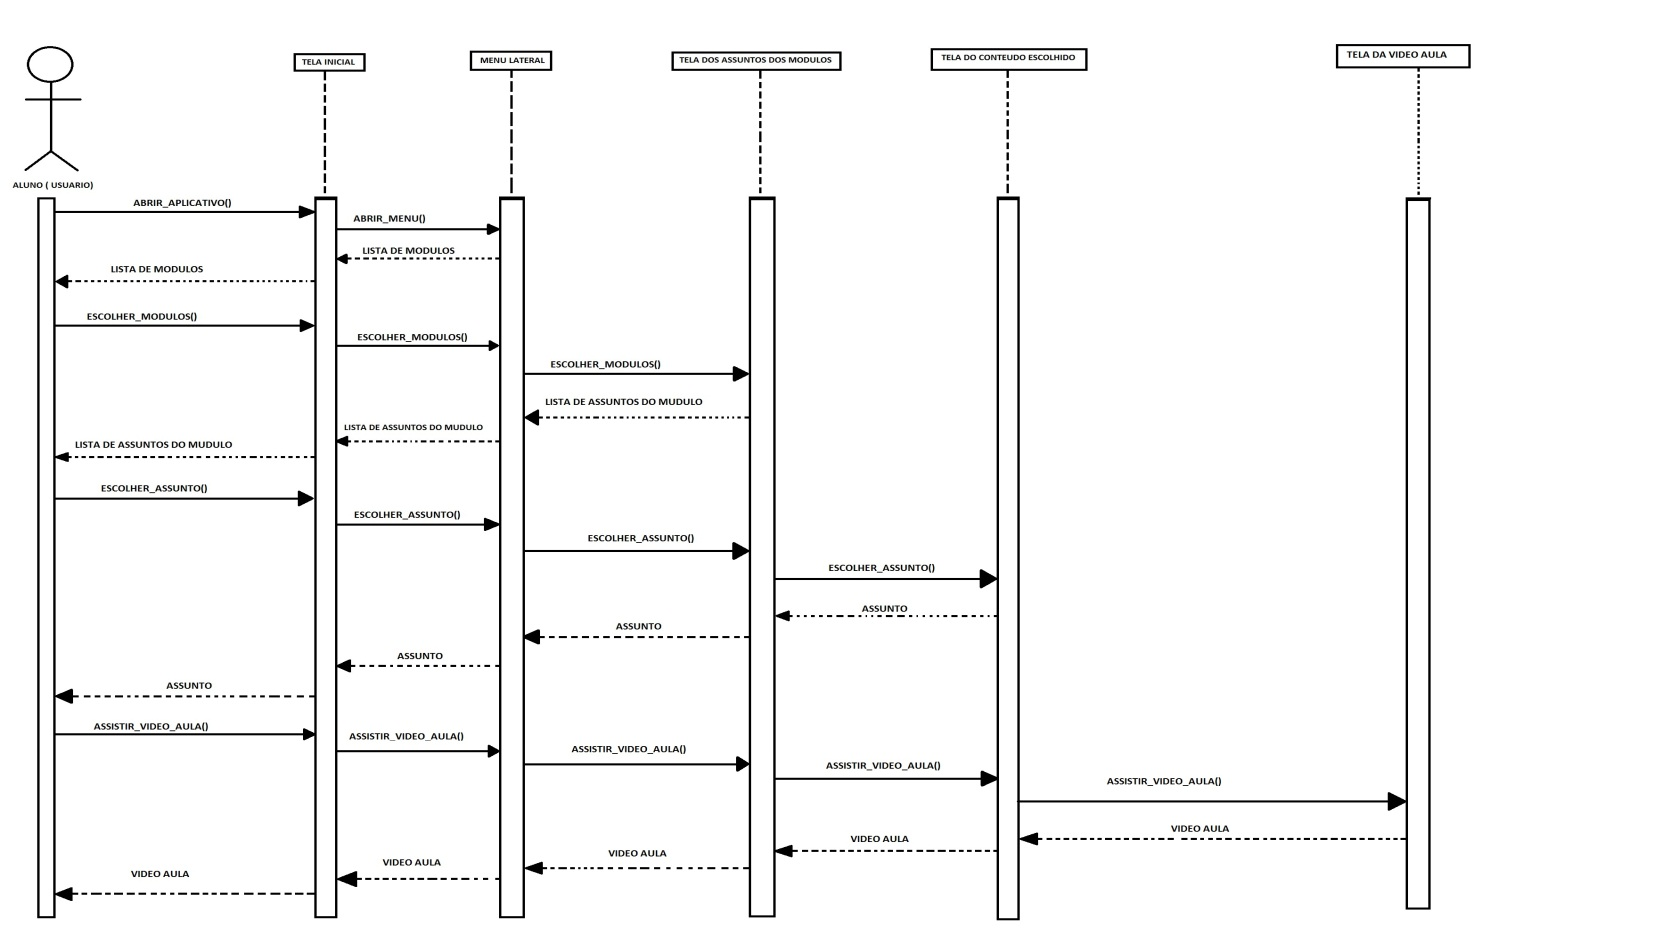 TELA INICIAL
MENU LATERAL
TELA DOS ASSUNTOS DOS MODULOS
TELA DO CONTEUDO ESCOLHIDO
TELA DA VIDEO AULA
ALUNO ( USUARIO)
ABRIR_APLICATIVO()
ABRIR_MENU()
LISTA DE MODULOS
LISTA DE MODULOS
ESCOLHER_MODULOS()
ESCOLHER_MODULOS()
ESCOLHER_MODULOS()
LISTA DE ASSUNTOS DO MUDULO
LISTA DE ASSUNTOS DO MUDULO
LISTA DE ASSUNTOS DO MUDULO
ESCOLHER_ASSUNTO()
ESCOLHER_ASSUNTO()
ESCOLHER_ASSUNTO()
ESCOLHER_ASSUNTO()
ASSUNTO
ASSUNTO
ASSUNTO
ASSUNTO
ASSISTIR_VIDEO_AULA()
ASSISTIR_VIDEO_AULA()
ASSISTIR_VIDEO_AULA()
ASSISTIR_VIDEO_AULA()
ASSISTIR_VIDEO_AULA()
VIDEO AULA
VIDEO AULA
VIDEO AULA
VIDEO AULA
VIDEO AULA